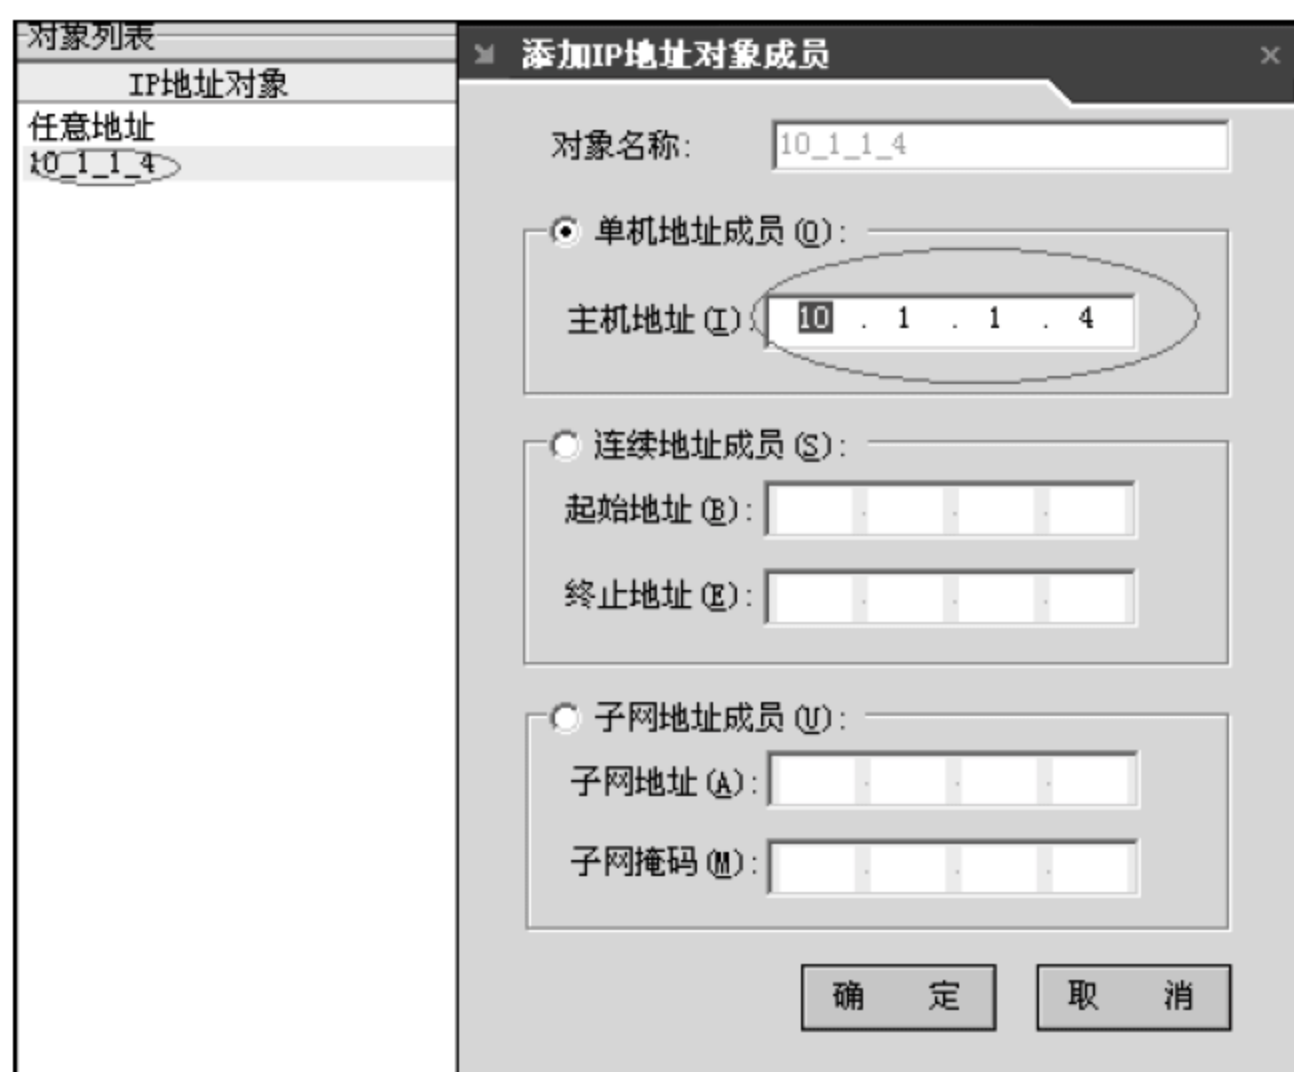 对象列表
IP地址对象
任意地址
10_1_1_4
添加IP地址对象成员
对象名称:
10_1_1_4
单机地址成员(O):
主机地址(I):
10 . 1 . 1 . 4
连续地址成员(S):
起始地址(B):
终止地址(E):
子网地址成员(U):
子网地址(A):
子网掩码(M):
确 定
取 消